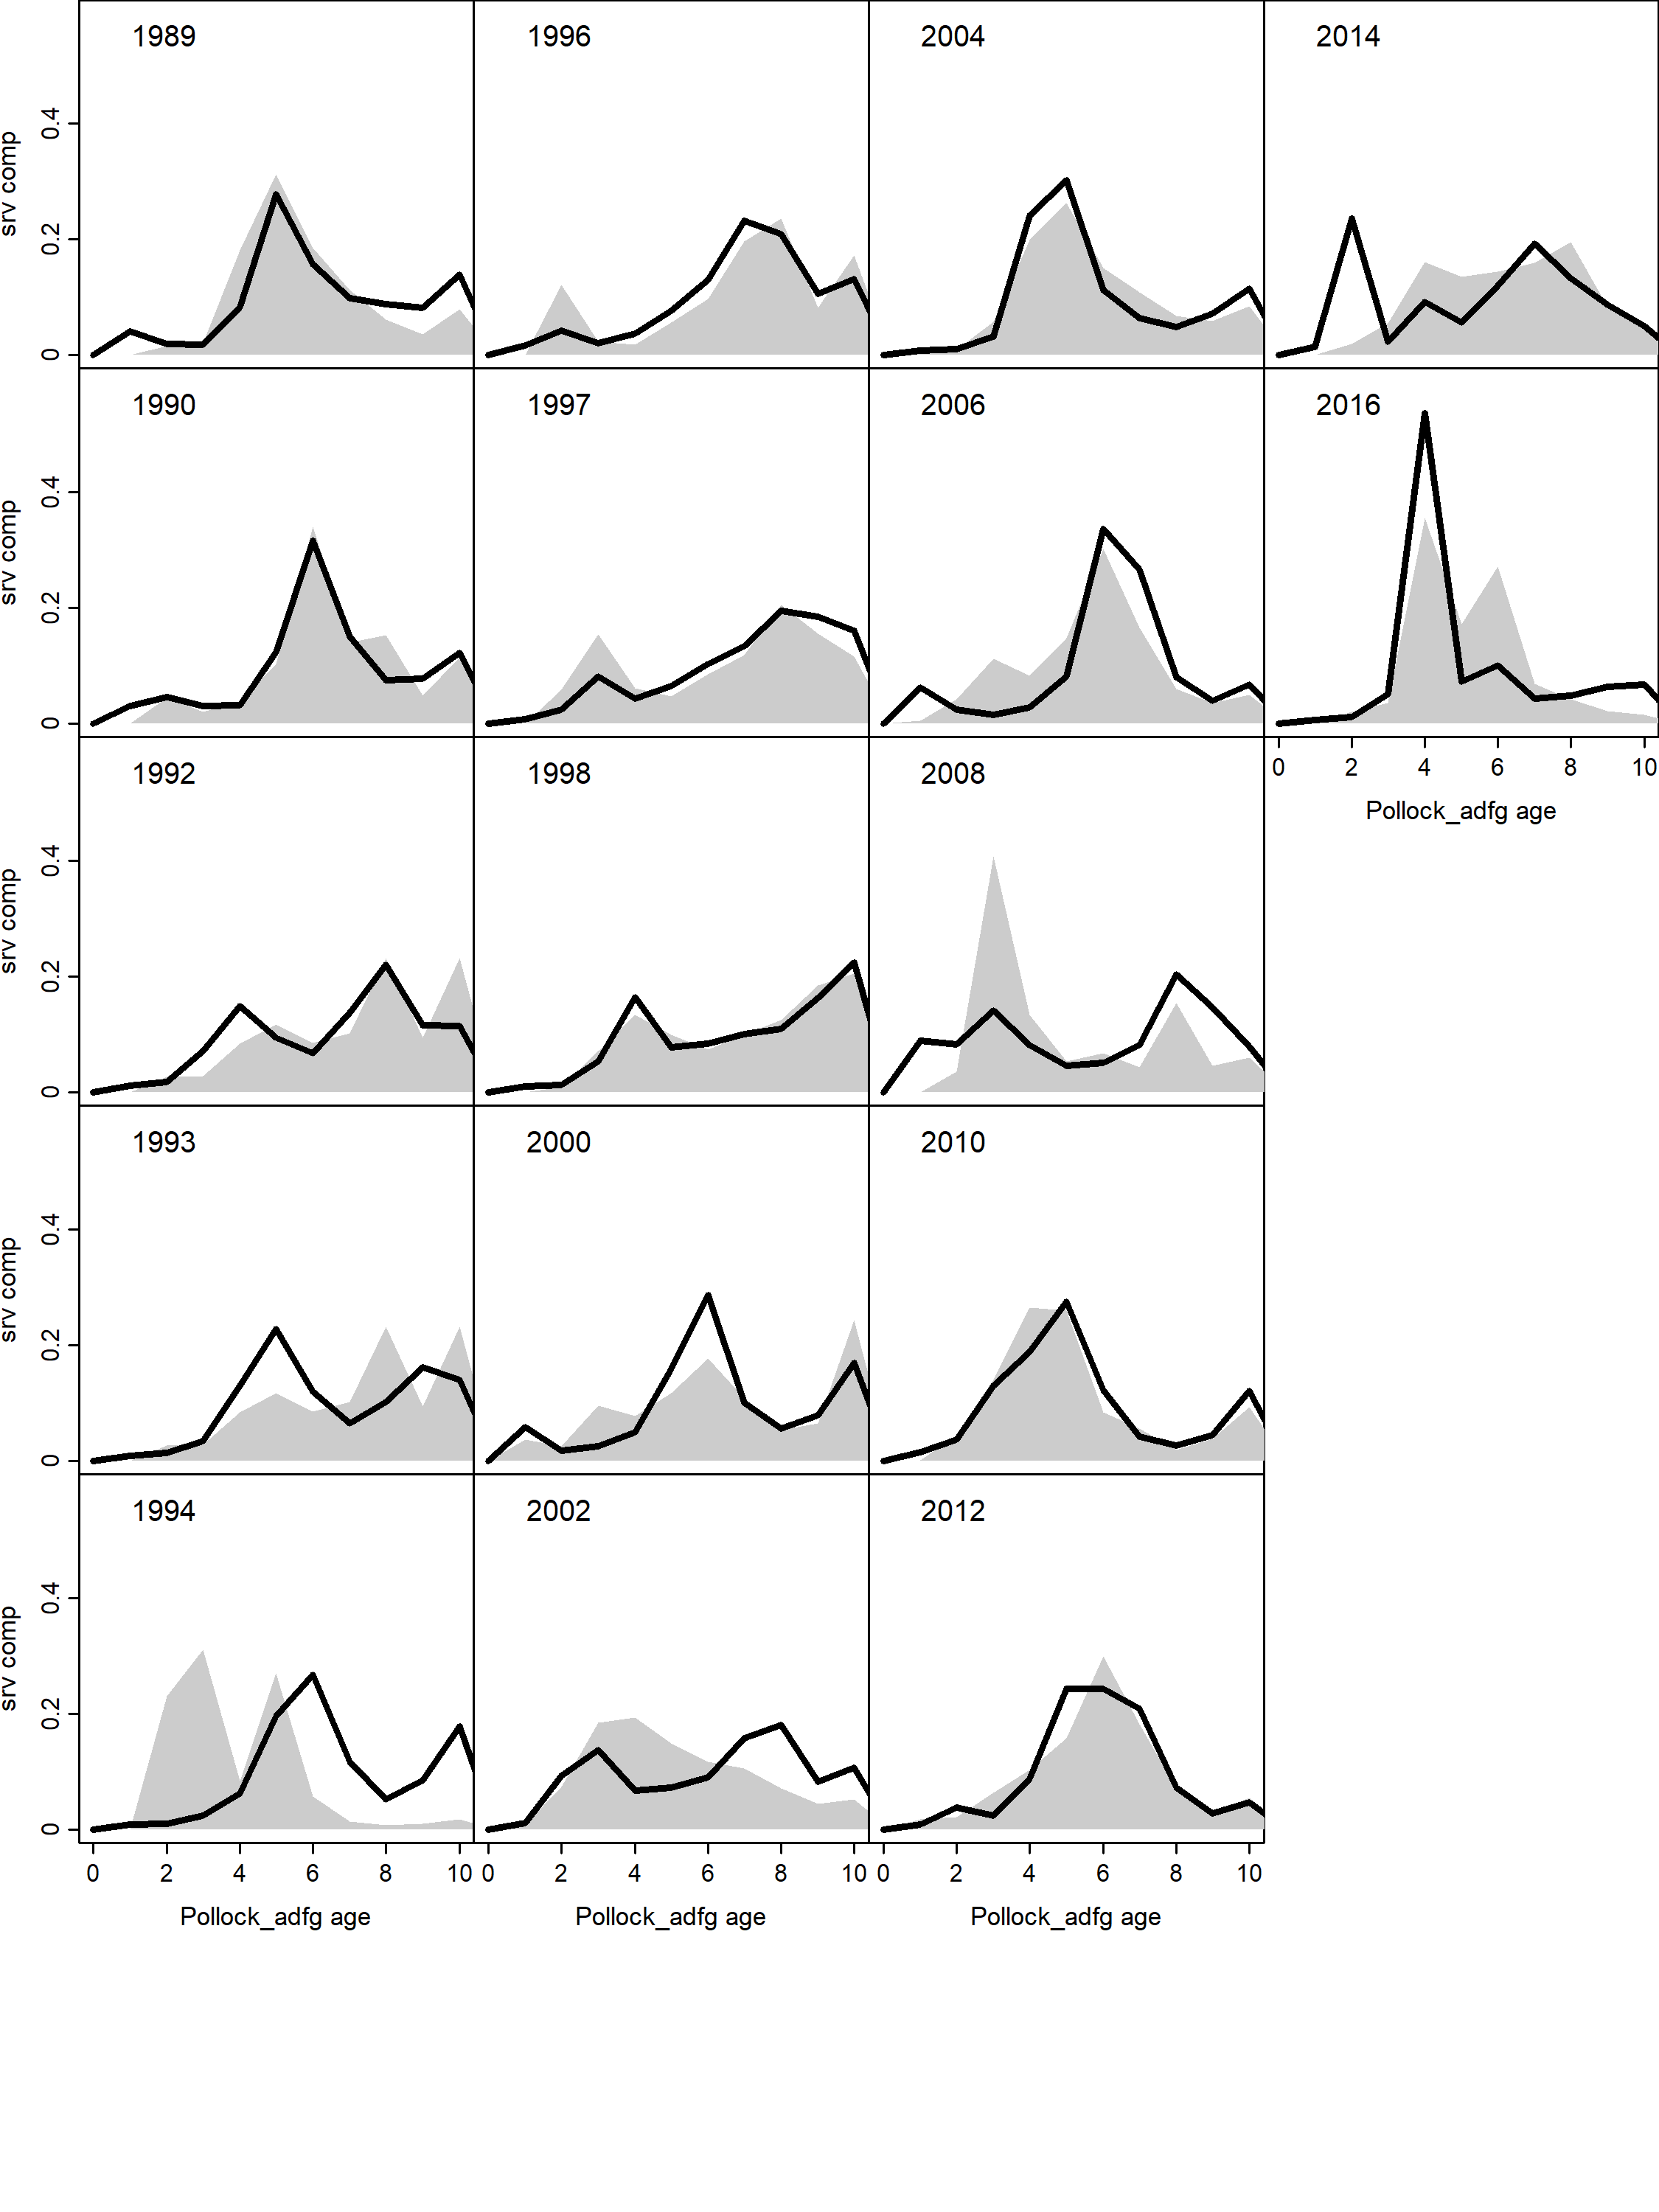 1989
1996
2004
2014
srv comp
0 0.2 0.4
1990
1997
2006
2016
srv comp
0 0.2 0.4
0 2 4 6 8 10
Pollock_adfg age
1992
1998
2008
srv comp
0 0.2 0.4
1993
2000
2010
srv comp
0 0.2 0.4
1994
2002
2012
srv comp
0 0.2 0.4
0 2 4 6 8 10
0 2 4 6 8 10
0 2 4 6 8 10
Pollock_adfg age
Pollock_adfg age
Pollock_adfg age